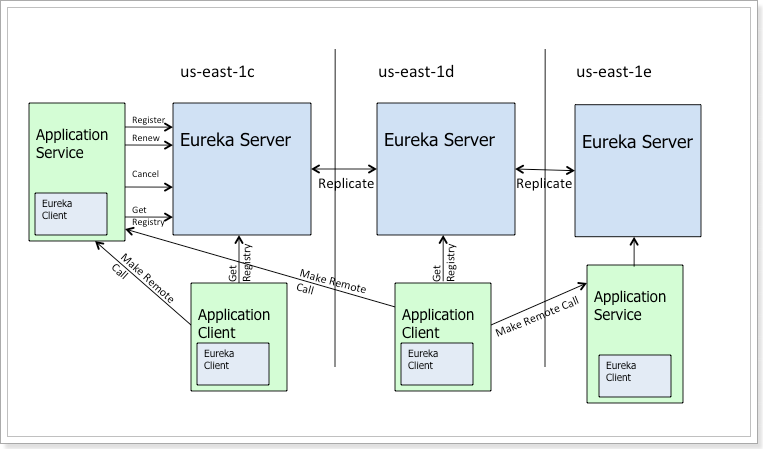 us-east-1c
us-east-1d
us-east-1e
Application
Service
Eureka
Client
Register
Renew
Cancel
Get
Registry
Eureka Server
Replicate
Eureka Server
Replicate
Eureka Server
Make Remote
Call
Get
Registry
Make Remote
Call
Get
Registry
Make Remote Call
Application
Client
Eureka
Client
Application
Client
Eureka
Client
Application
Service
Eureka
Client